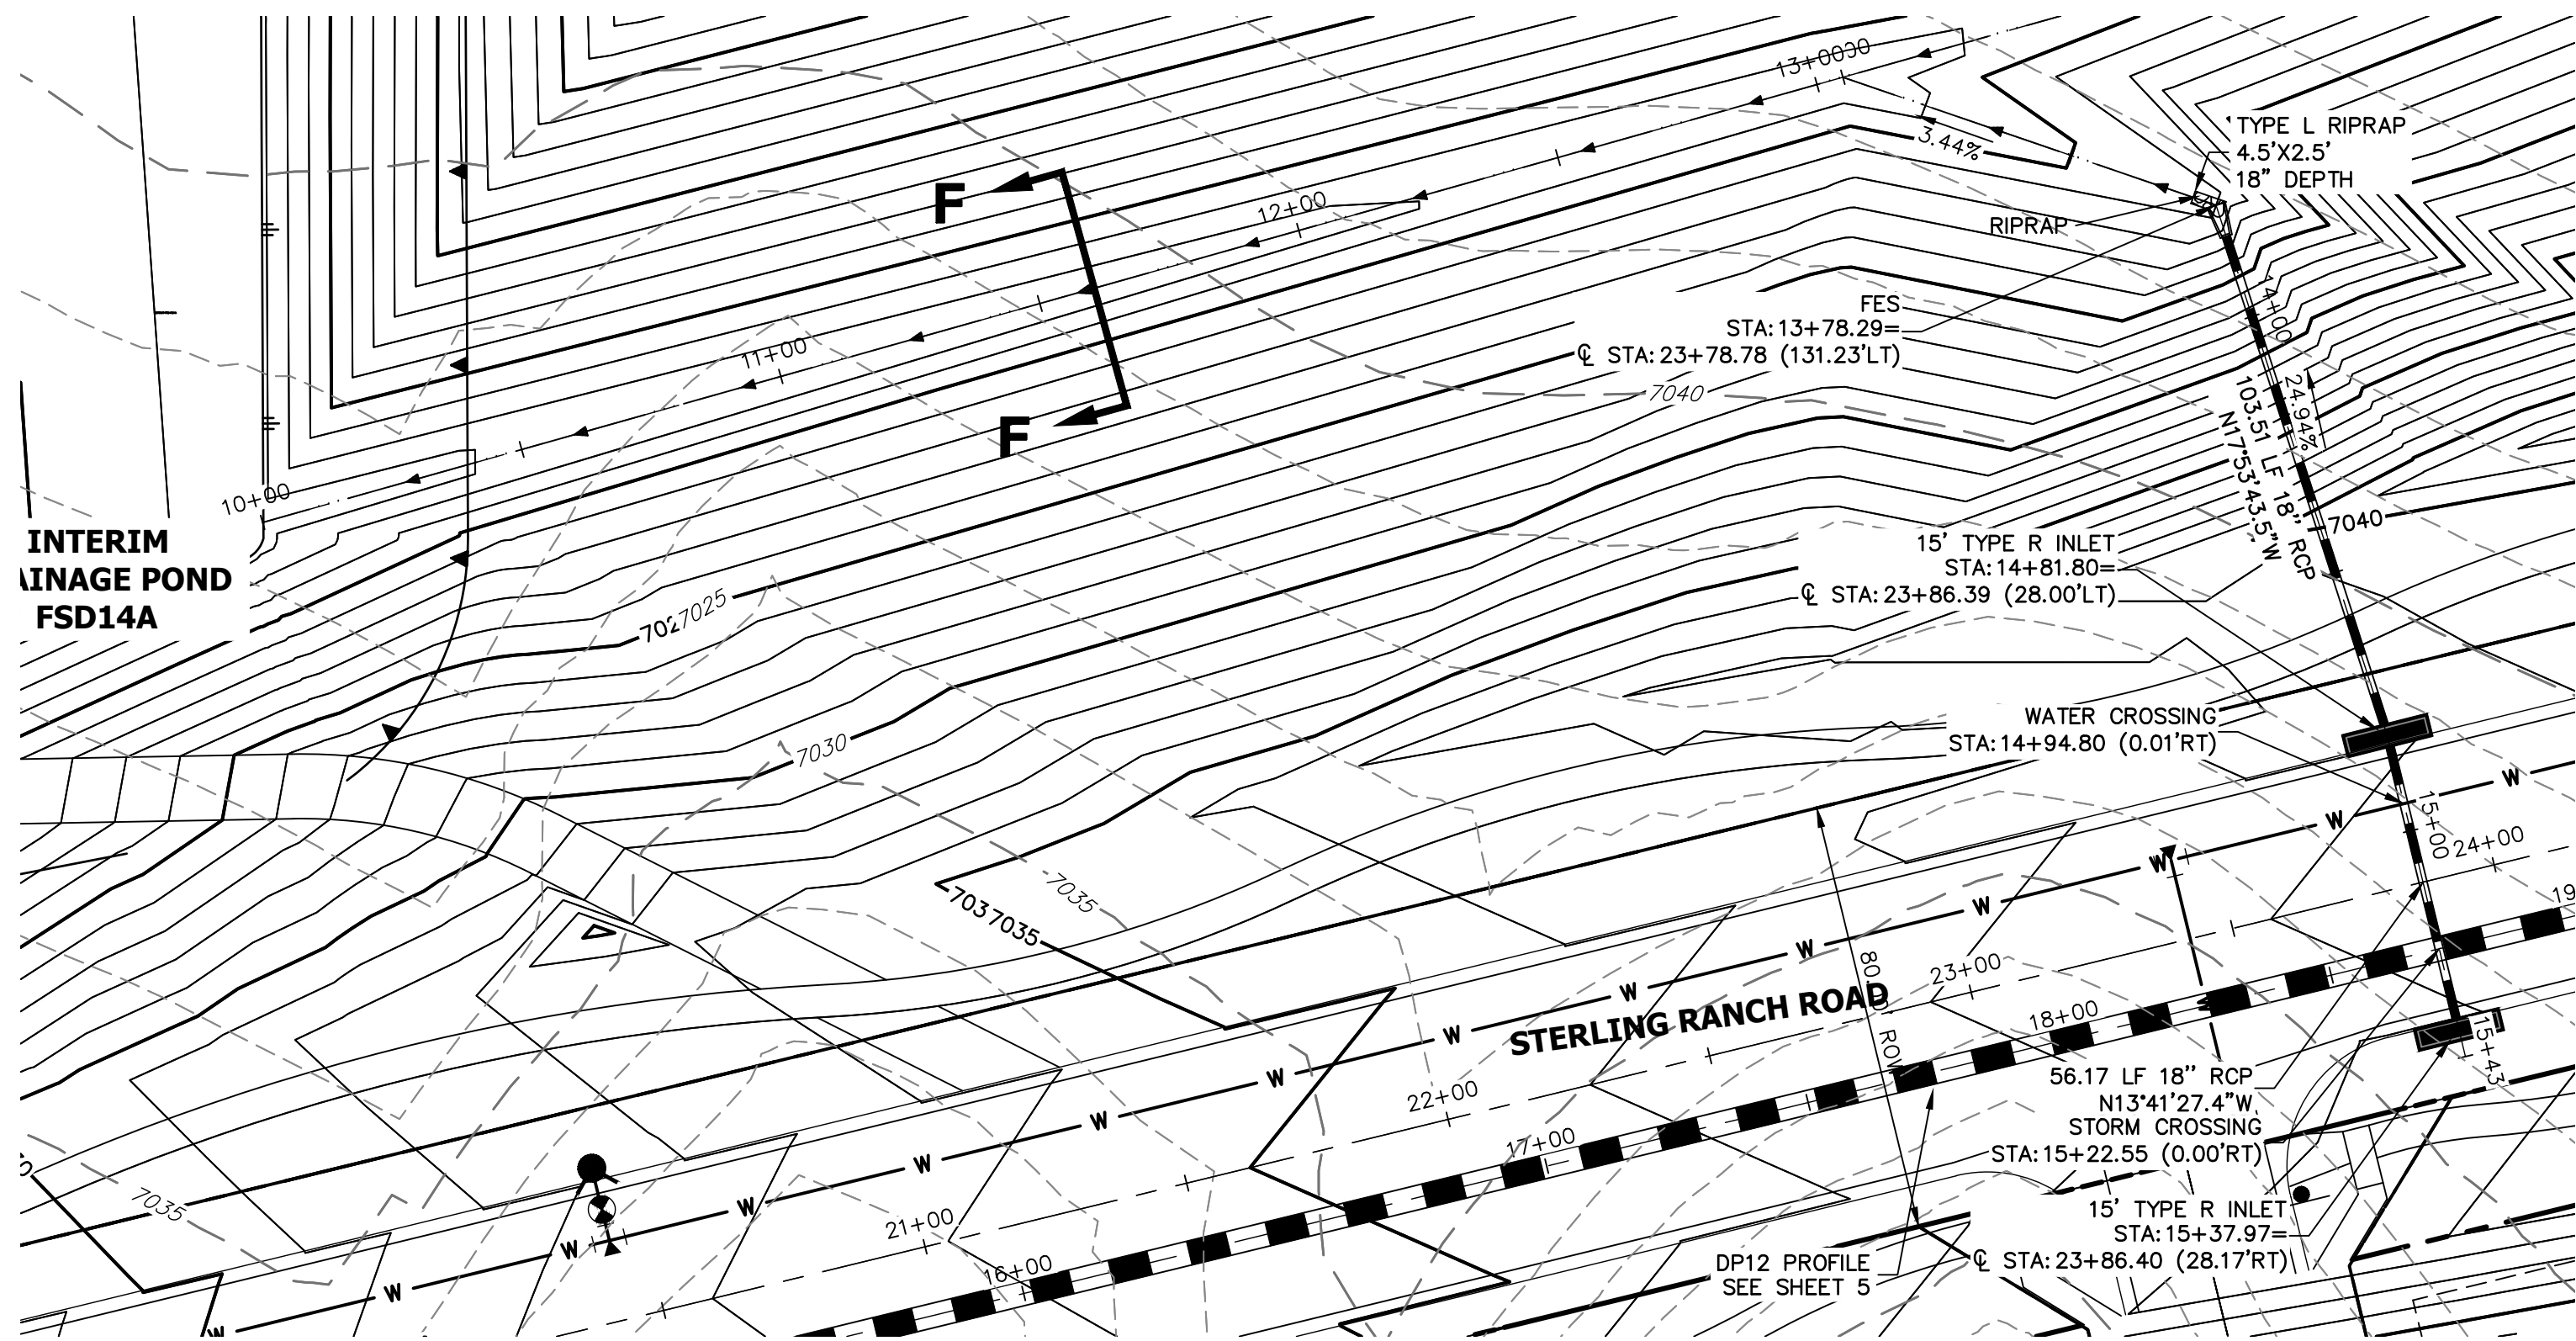 13+0000
TYPE L RIPRAP
4.5'X2.5'
18" DEPTH
3.44%
F
12+00
RIPRAP
FES
STA:13+78.29=
℄ STA:23+78.78 (131.23'LT)
14+00
11+00
7040
24.94%
103.51 LF 18" RCP
N17°53'43.5"W
F
10+00
INTERIM
AINAGE POND
FSD14A
7040
15' TYPE R INLET
STA:14+81.80=
℄ STA:23+86.39 (28.00'LT)
7027025
WATER CROSSING
STA:14+94.80 (0.01'RT)
7030
W
W
15+00
24+00
W
7035
7037035
W
W
19
80.0' ROW
23+00
W
STERLING RANCH ROAD
18+00
W
15+43
W
22+00
56.17 LF 18" RCP
N13°41'27.4"W
STORM CROSSING
STA:15+22.55 (0.00'RT)
W
17+00
W
7035
W
21+00
15' TYPE R INLET
STA:15+37.97=
℄ STA:23+86.40 (28.17'RT)
W
16+00
DP12 PROFILE
SEE SHEET 5
W
W